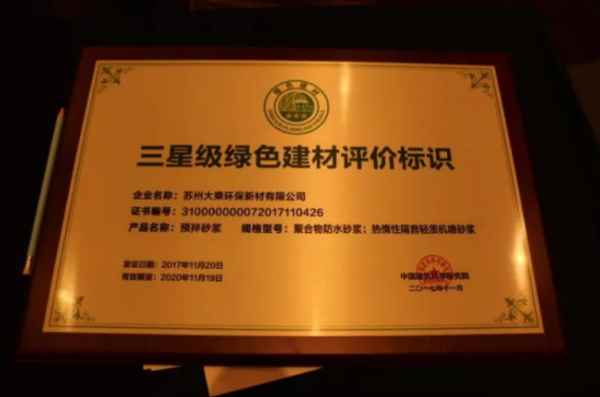 绿色建材
三星级绿色建材评价标识
企业名称：苏州大乘环保新材有限公司
证书编号：310000000072017110426
产品名称：预拌砂浆 规格型号：聚合物防水砂浆；热惰性隔音轻质机喷砂浆
发证日期：2017年11月20日
有效期至：2020年11月19日
中国建筑科学研究院
二〇一七年十一月